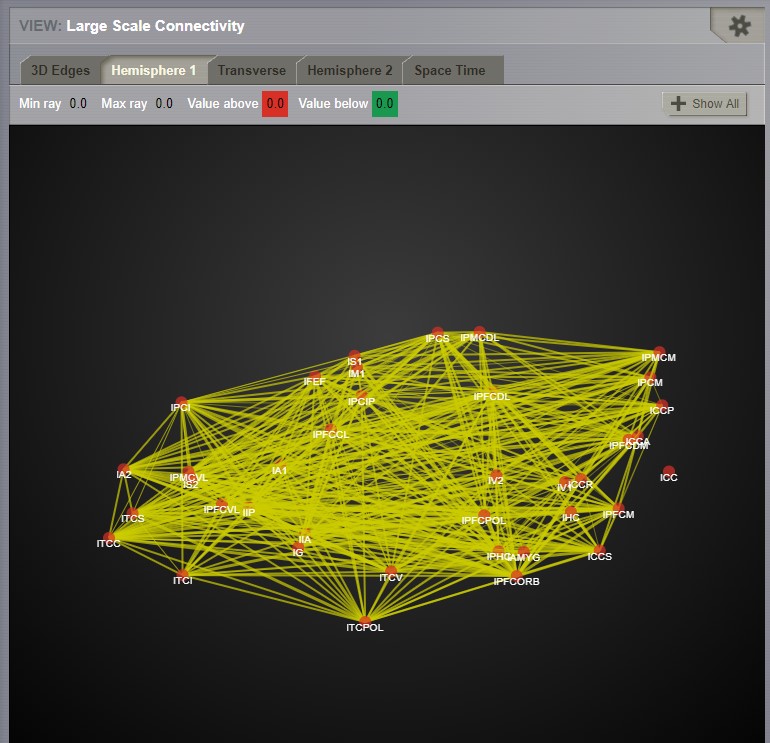 VIEW: Large Scale Connectivity
3D Edges Hemisphere 1 Transverse Hemisphere 2 Space Time
Min ray 0.0 Max ray 0.0 Value above 0.0 Value below 0.0 Show All
lPCS lPMCDL
lS1 lPMCM
lM1
lFEF lPCM
lPCI lPCIP lPFCDL lCCP
lPFCCL lCCA
lPFCDM
lA2 lPMCVL lA1 lCC
lS2 lV2 lV1 lCCR
lPFCVL lIP
lTCS lPFCPOL lHC lPFCM
lTCC lIA
lG lPHC lAMYG lCCS
lTCI lTCV lPFCORB
lTCPOL